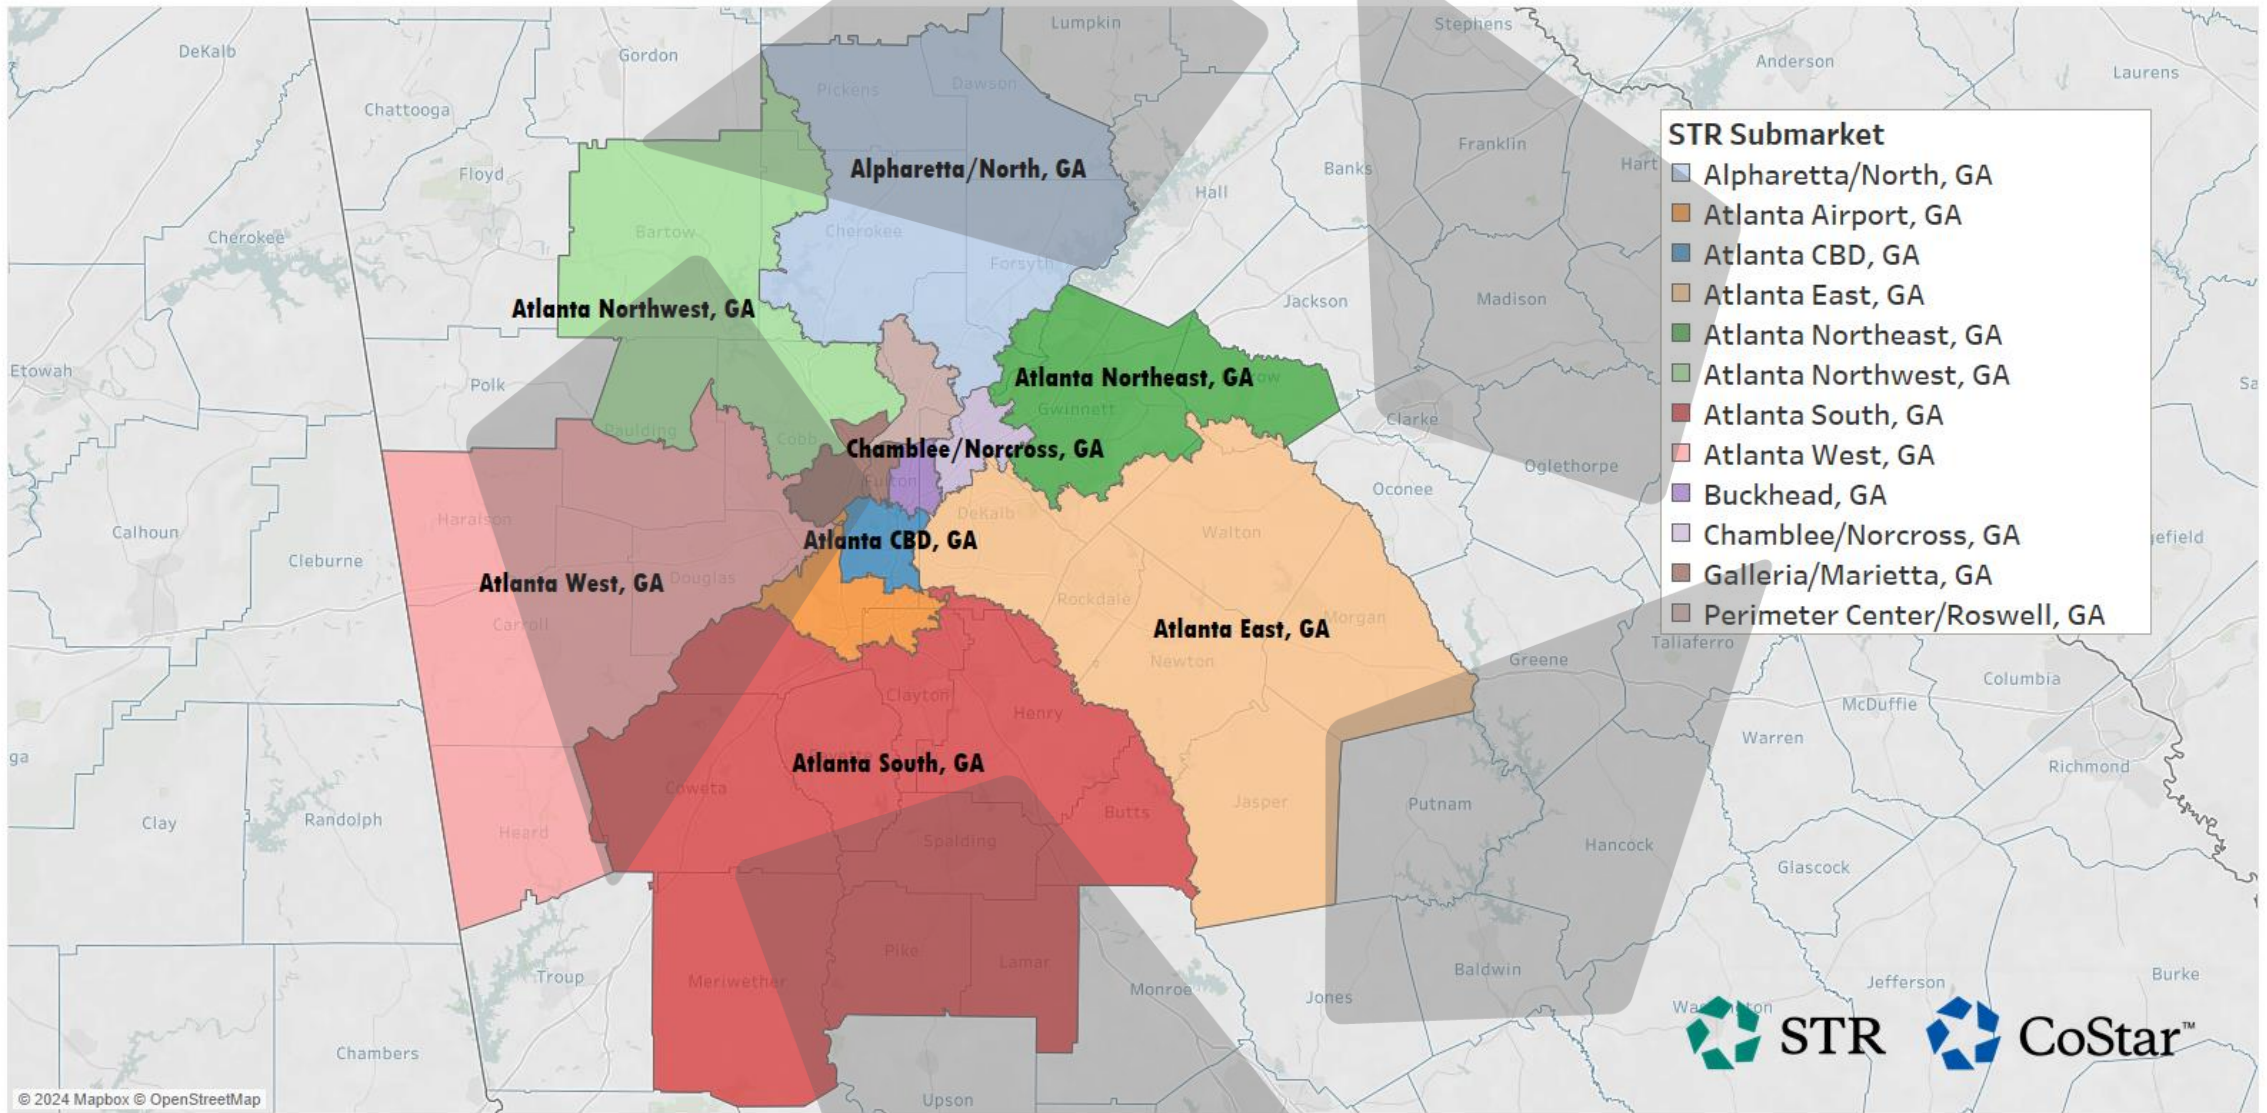 Lumpkin
Stephens
DeKalb
Gordon
Anderson
Laurens
Pickens
Dawson
Chattooga
STR Submarket
Franklin
Hart
Banks
Alpharetta/North, GA
Floyd
Hall
Alpharetta/North, GA
Atlanta Airport, GA
Cherokee
Bartow
Cherokee
Forsyth
Atlanta CBD, GA
Atlanta East, GA
Atlanta Northwest, GA
Jackson
Madison
Atlanta Northeast, GA
Etowah
Polk
Atlanta Northeast, GA
Atlanta Northwest, GA
Sa
Gwinnett
Clarke
Atlanta South, GA
Paulding
Cobb
Chamblee/Norcross, GA
Atlanta West, GA
Oglethorpe
Fulton
Oconee
Buckhead, GA
Haralson
DeKalb
Calhoun
Walton
Chamblee/Norcross, GA
efield
Atlanta CBD, GA
Cleburne
Atlanta West, GA
Douglas
Galleria/Marietta, GA
Rockdale
Carroll
Atlanta East, GA
Morgan
Perimeter Center/Roswell, GA
Taliaferro
Newton
Greene
Columbia
Clayton
Henry
McDuffie
Warren
ga
Fayette
Atlanta South, GA
Richmond
Coweta
Clay
Randolph
Heard
Jasper
Putnam
Butts
Spalding
Hancock
Glascock
Pike
Lamar
Troup
Meriwether
Monroe
Jones
Baldwin
Jefferson
Burke
Washington
STR
CoStar™
Chambers
Upson
© 2024 Mapbox © OpenStreetMap